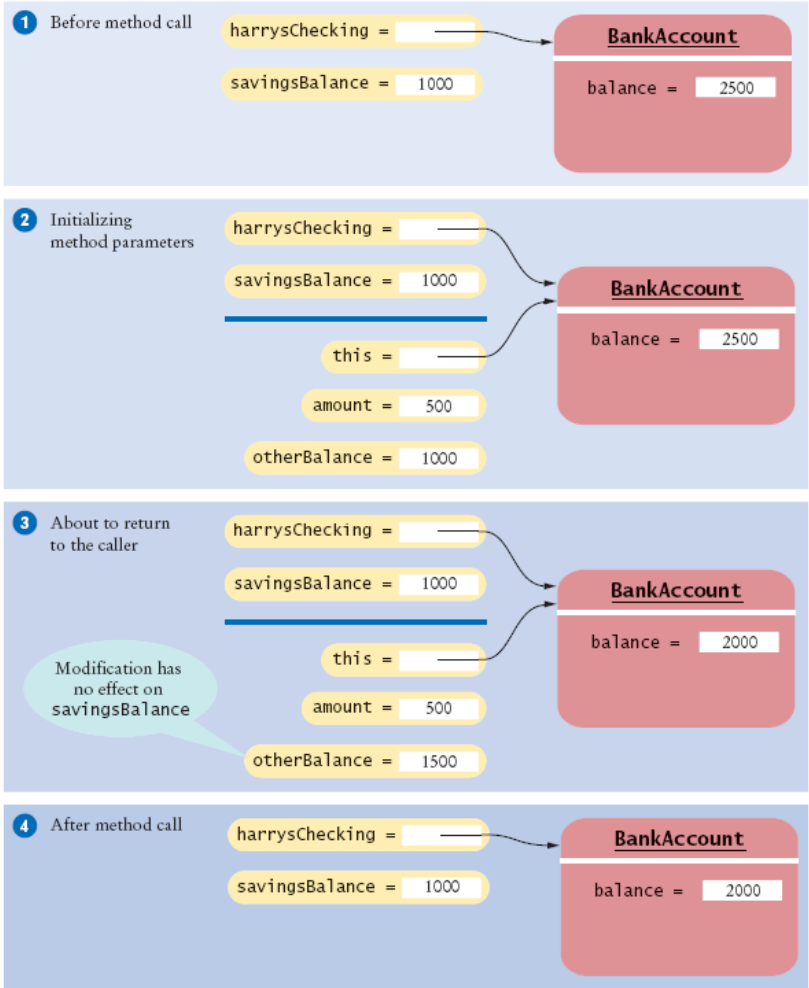 1 Before method call
harrysChecking =
savingsBalance = 1000
BankAccount
balance = 2500
2 Initializing
method parameters
harrysChecking =
savingsBalance = 1000
this =
amount = 500
otherBalance = 1000
BankAccount
balance = 2500
3 About to return
to the caller
harrysChecking =
savingsBalance = 1000
this =
amount = 500
otherBalance = 1500
Modification has
no effect on
savingsBalance
BankAccount
balance = 2000
4 After method call
harrysChecking =
savingsBalance = 1000
BankAccount
balance = 2000